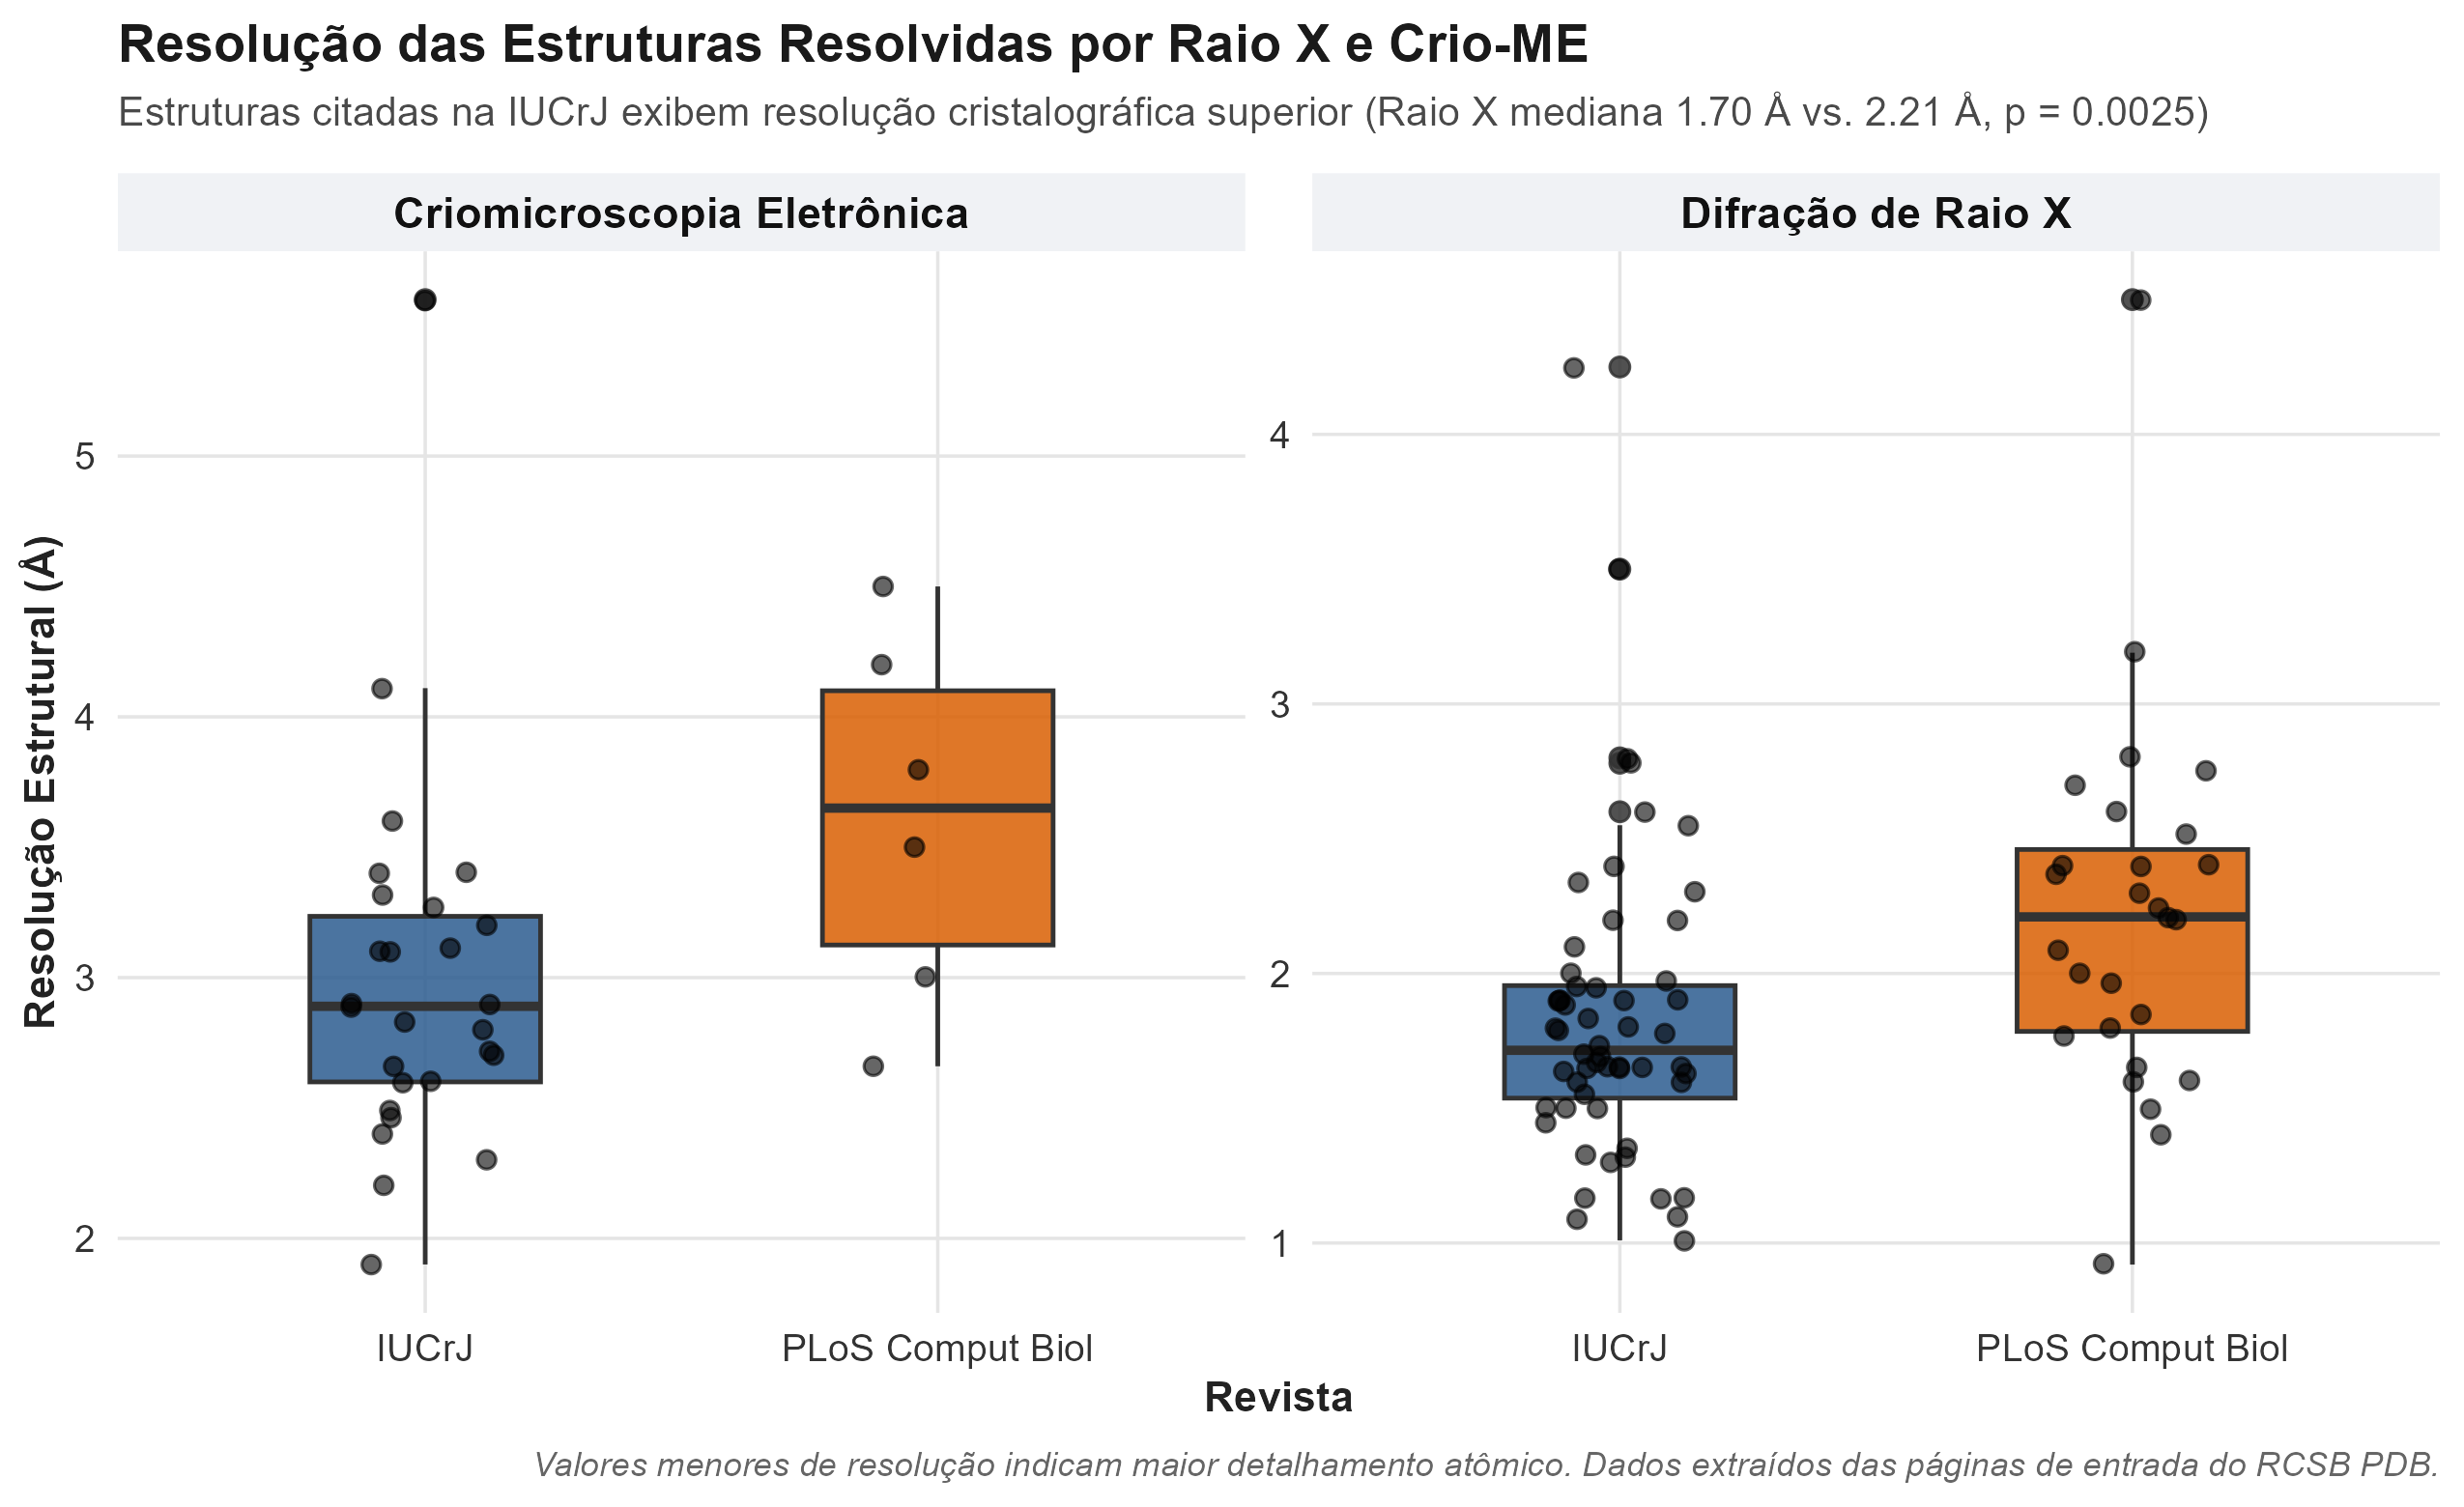 Resolução das Estruturas Resolvidas por Raio X e Crio-ME
Estruturas citadas na IUCrJ exibem resolução cristalográfica superior (Raio X mediana 1.70 Å vs. 2.21 Å, p = 0.0025)
Criomicroscopia Eletrônica
Difração de Raio X
Resolução Estrutural (Å)
5
4
3
2
4
3
2
1
IUCrJ
PLoS Comput Biol
IUCrJ
PLoS Comput Biol
Revista
Valores menores de resolução indicam maior detalhamento atômico. Dados extraídos das páginas de entrada do RCSB PDB.